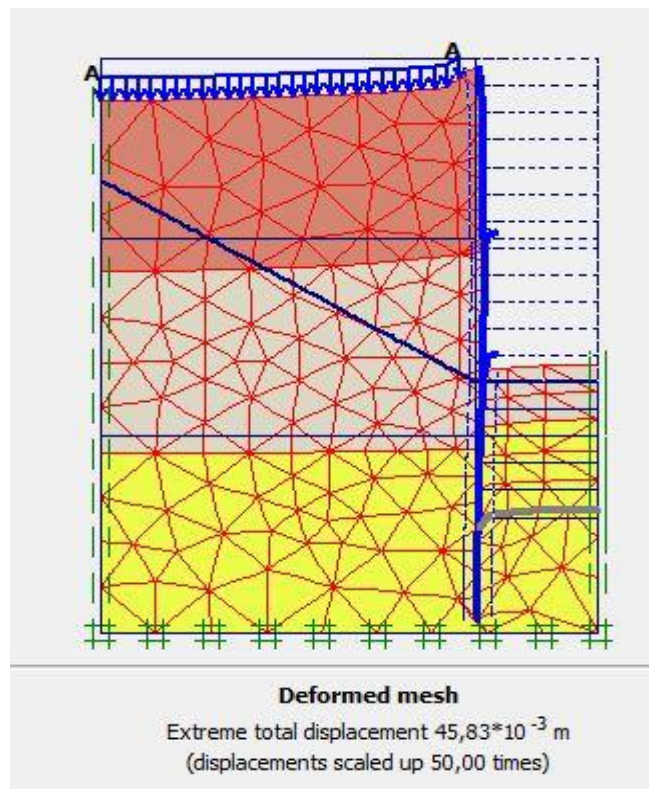 A A
Deformed mesh
Extreme total displacement 45,83*10 -3 m
(displacements scaled up 50,00 times)